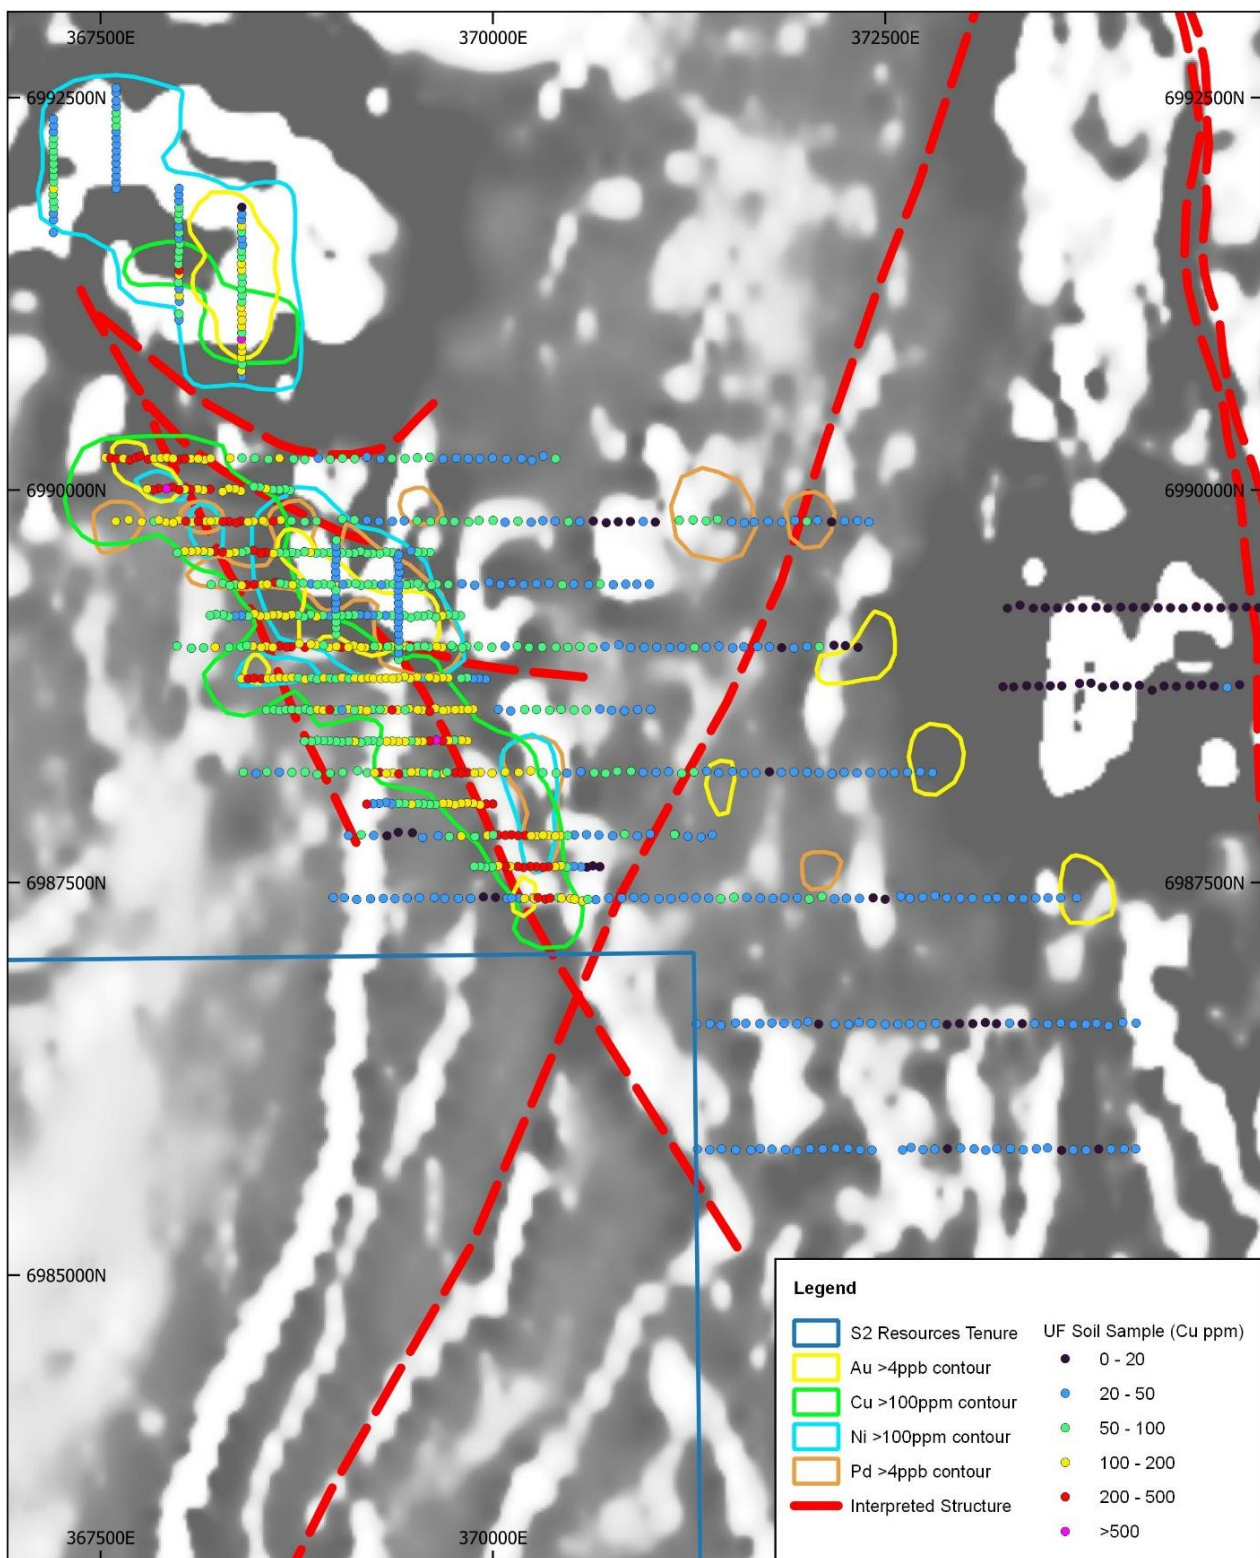 367500E 370000E 372500E
6992500N 6992500N
6990000N 6990000N
6987500N 6987500N
6985000N
Legend
S2 Resources Tenure
Au >4ppb contour
Cu >100ppm contour
Ni >100ppm contour
Pd >4ppb contour
Interpreted Structure
UF Soil Sample (Cu ppm)
0 - 20
20 - 50
50 - 100
100 - 200
200 - 500
>500
367500E 370000E